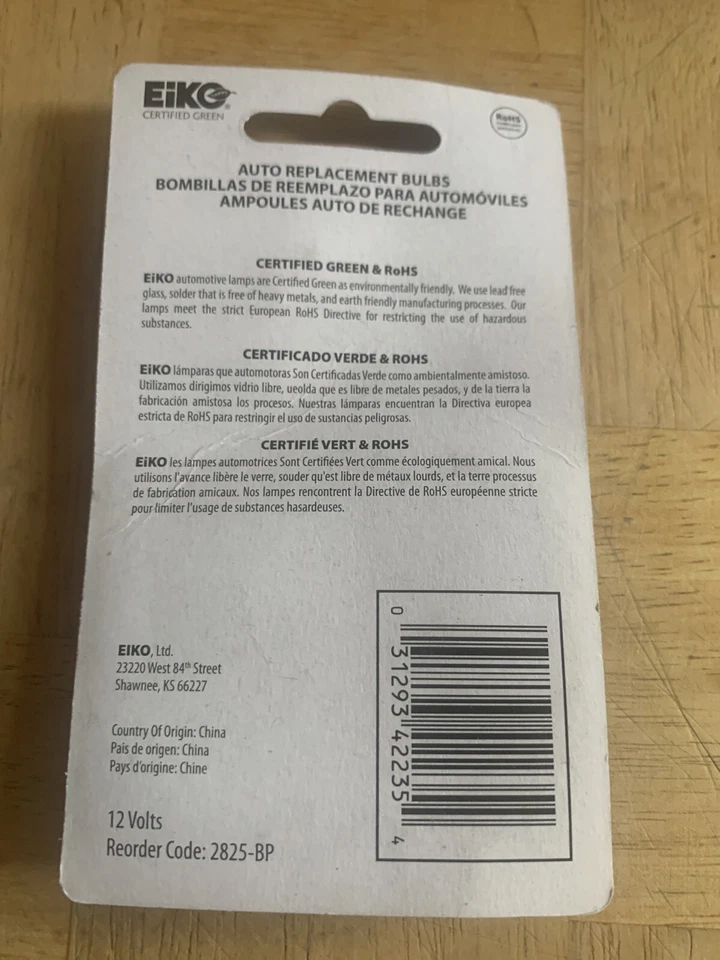 EiKO®
CERTIFIED GREEN
RoHS
AUTO REPLACEMENT BULBS
BOMBILLAS DE REEMPLAZO PARA AUTOMÓVILES
AMPOULES AUTO DE RECHANGE
CERTIFIED GREEN & RoHS
EiKO automotive lamps are Certified Green as environmentally friendly. We use lead free
glass, solder that is free of heavy metals, and earth friendly manufacturing processes. Our
lamps meet the strict European RoHS Directive for restricting the use of hazardous
substances.
CERTIFICADO VERDE & ROHS
EiKO lámparas que automotoras Son Certificadas Verde como ambientalmente amistoso.
Utilizamos dirigimos vidrio libre, ueolda que es libre de metales pesados, y de la tierra la
fabricación amistosa los procesos. Nuestras lámparas encuentran la Directiva europea
estricta de RoHS para restringir el uso de sustancias peligrosas.
CERTIFIÉ VERT & ROHS
EiKO les lampes automotrices Sont Certifiées Vert comme écologiquement amical. Nous
utilisons l'avance libère le verre, souder qu'est libre de métaux lourds, et la terre processus
de fabrication amicaux. Nos lampes rencontrent la Directive de RoHS européenne stricte
pour limiter l'usage de substances hasardeuses.
EIKO, Ltd.
23220 West 84th Street
Shawnee, KS 66227
Country Of Origin: China
Pais de origen: China
Pays d'origine: Chine
12 Volts
Reorder Code: 2825-BP
0 31293 42235 4